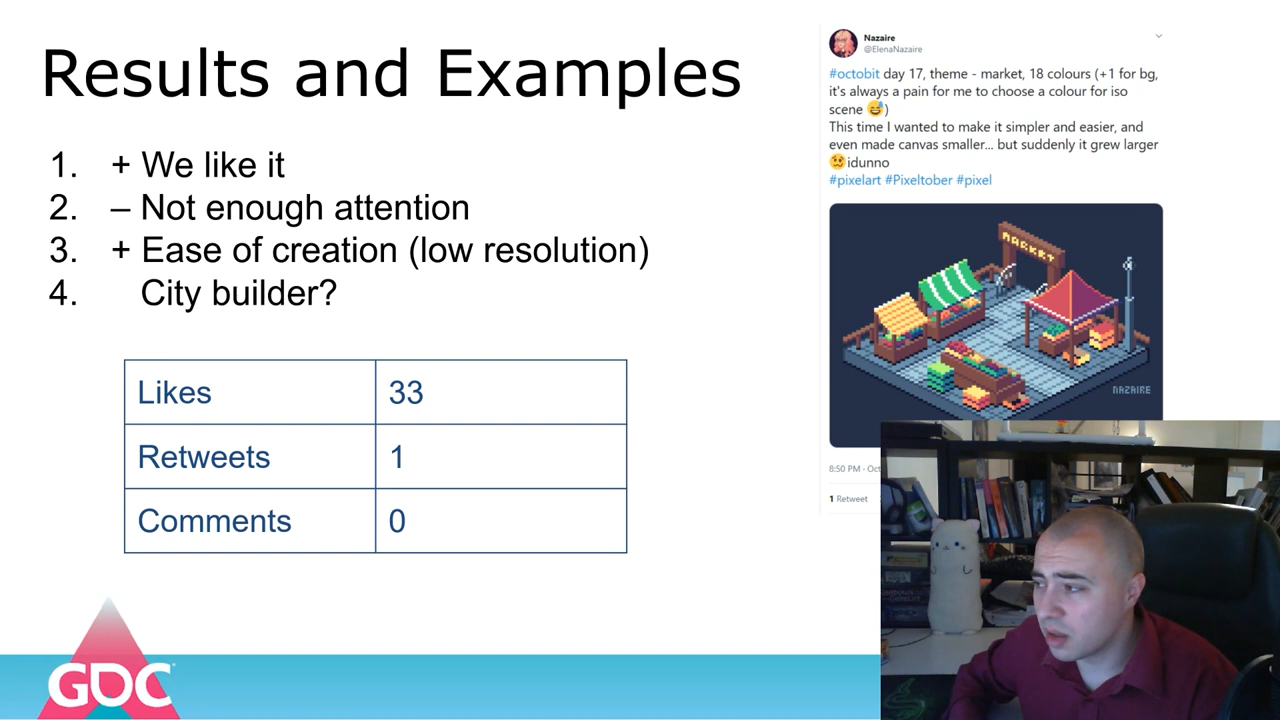 Results and Examples
1. + We like it
2. – Not enough attention
3. + Ease of creation (low resolution)
4. City builder?
Likes 33
Retweets 1
Comments 0
Nazaire
@ElenaNazaire
#octobit day 17, theme - market, 18 colours (+1 for bg,
it's always a pain for me to choose a colour for iso
scene 😅)
This time I wanted to make it simpler and easier, and
even made canvas smaller... but suddenly it grew larger
🥴idunno
#pixelart #Pixeltober #pixel
MARKET
NAZAIRE
8:50 PM · Oct
1 Retweet
GDC